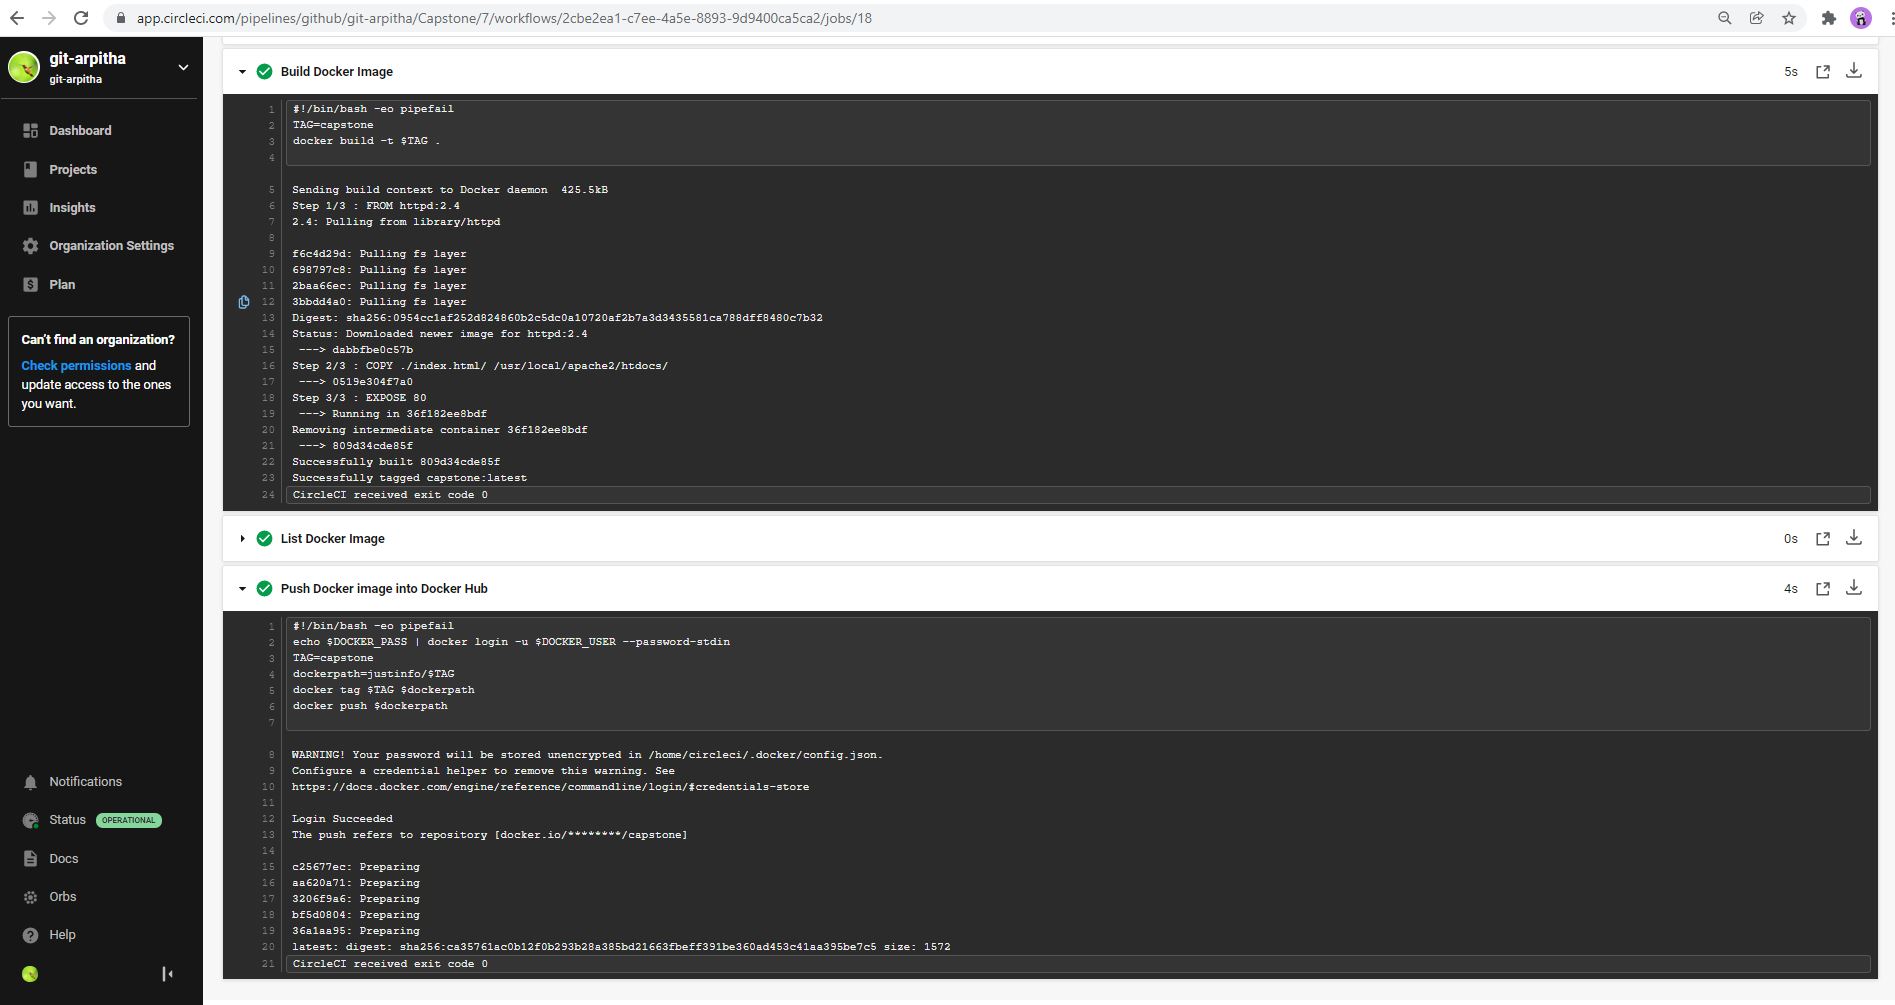 app.circleci.com/pipelines/github/git-arpitha/Capstone/7/workflows/2cbe2ea1-c7ee-4a5e-8893-9d9400ca5ca2/jobs/18
git-arpitha
git-arpitha
Dashboard
Projects
Insights
Organization Settings
Plan
Can't find an organization?
Check permissions and
update access to the ones
you want.
Notifications
Status OPERATIONAL
Docs
Orbs
Help
Build Docker Image 5s
1 #!/bin/bash -eo pipefail
2 TAG=capstone
3 docker build -t $TAG .
4
5 Sending build context to Docker daemon  425.5kB
6 Step 1/3 : FROM httpd:2.4
7 2.4: Pulling from library/httpd
8
9 f6c4d29d: Pulling fs layer
10 698797c8: Pulling fs layer
11 2baa66ec: Pulling fs layer
12 3bbdd4a0: Pulling fs layer
13 Digest: sha256:0954cc1af252d824860b2c5dc0a10720af2b7a3d3435581ca788dff8480c7b32
14 Status: Downloaded newer image for httpd:2.4
15 ---> dabbfbe0c57b
16 Step 2/3 : COPY ./index.html/ /usr/local/apache2/htdocs/
17 ---> 0519e304f7a0
18 Step 3/3 : EXPOSE 80
19 ---> Running in 36f182ee8bdf
20 Removing intermediate container 36f182ee8bdf
21 ---> 809d34cde85f
22 Successfully built 809d34cde85f
23 Successfully tagged capstone:latest
24 CircleCI received exit code 0
List Docker Image 0s
Push Docker image into Docker Hub 4s
1 #!/bin/bash -eo pipefail
2 echo $DOCKER_PASS | docker login -u $DOCKER_USER --password-stdin
3 TAG=capstone
4 dockerpath=justinfo/$TAG
5 docker tag $TAG $dockerpath
6 docker push $dockerpath
7
8 WARNING! Your password will be stored unencrypted in /home/circleci/.docker/config.json.
9 Configure a credential helper to remove this warning. See
10 https://docs.docker.com/engine/reference/commandline/login/#credentials-store
11
12 Login Succeeded
13 The push refers to repository [docker.io/********/capstone]
14
15 c25677ec: Preparing
16 aa620a71: Preparing
17 3206f9a6: Preparing
18 bf5d0804: Preparing
19 36a1aa95: Preparing
20 latest: digest: sha256:ca35761ac0b12f0b293b28a385bd21663fbeff391be360ad453c41aa395be7c5 size: 1572
21 CircleCI received exit code 0